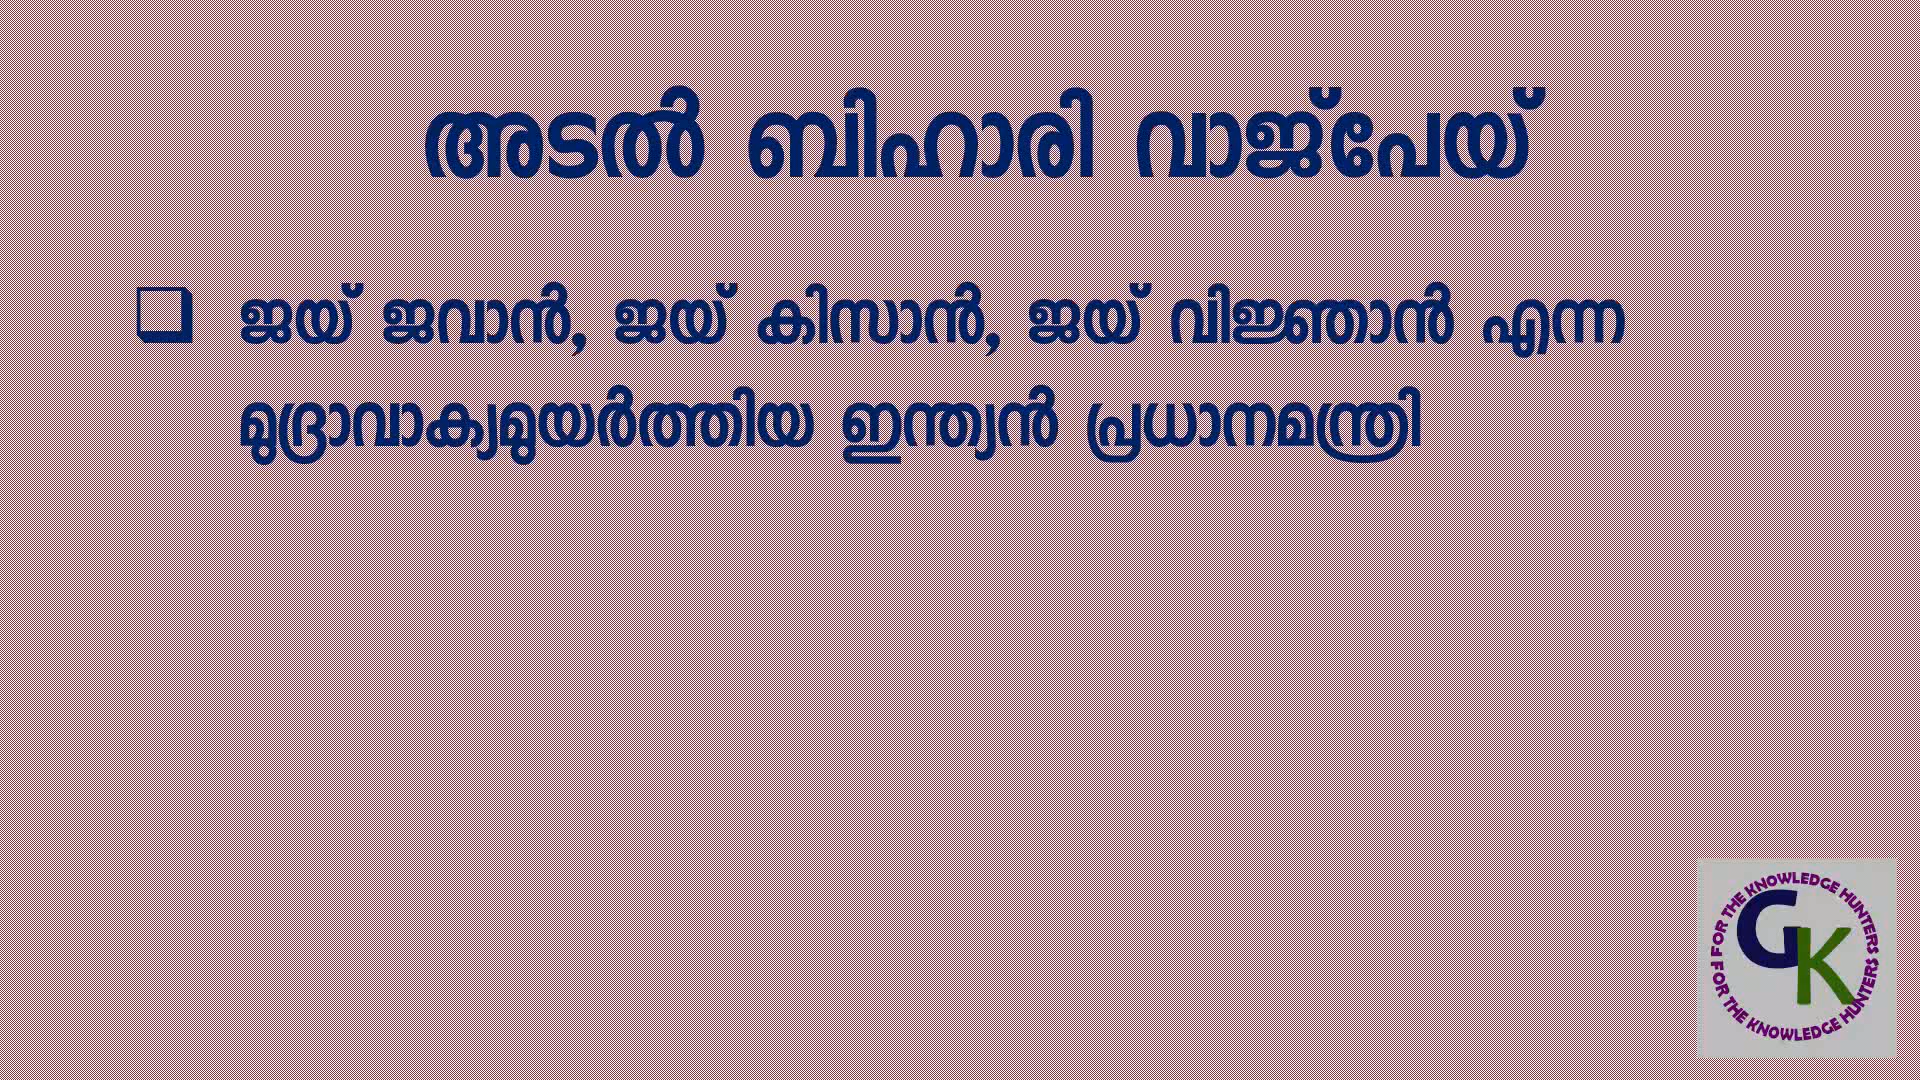 അടൽ ബിഹാരി വാജ്പേയ്
ജയ് ജവാൻ, ജയ് കിസാൻ, ജയ് വിജ്ഞാൻ എന്ന
മുദ്രാവാക്യമുയർത്തിയ ഇന്ത്യൻ പ്രധാനമന്ത്രി
FOR THE KNOWLEDGE HUNTERS
GK
FOR THE KNOWLEDGE HUNTERS